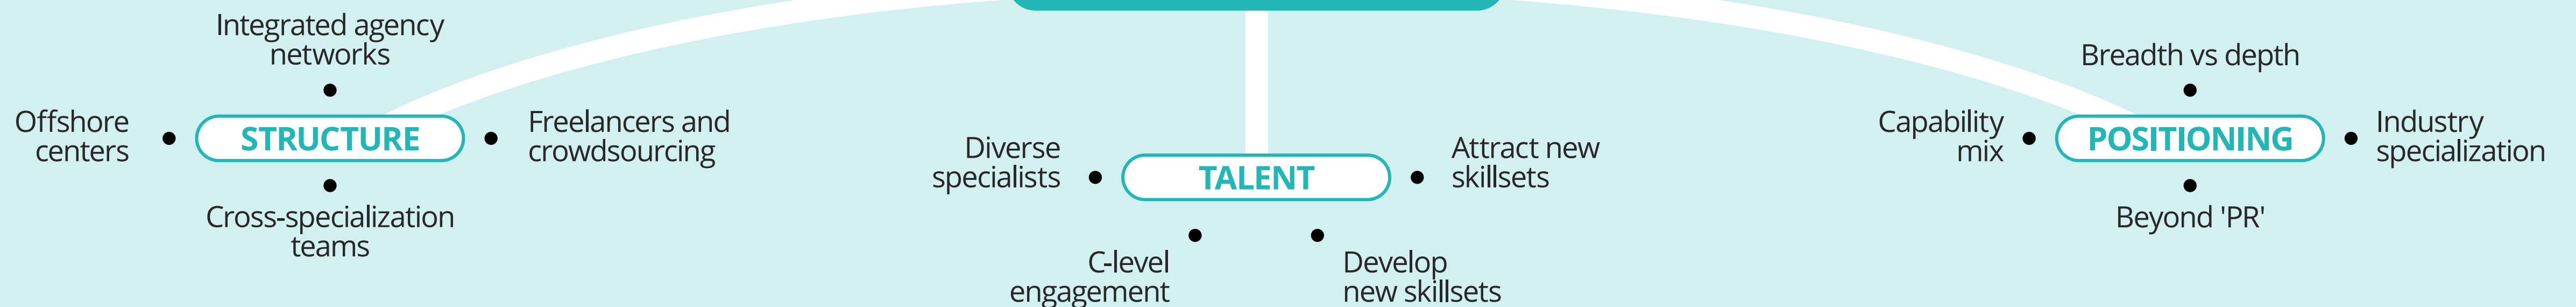 Integrated agency
networks
Offshore
centers
STRUCTURE
Freelancers and
crowdsourcing
Cross-specialization
teams
Diverse
specialists
TALENT
Attract new
skillsets
C-level
engagement
Develop
new skillsets
Breadth vs depth
Capability
mix
POSITIONING
Industry
specialization
Beyond 'PR'